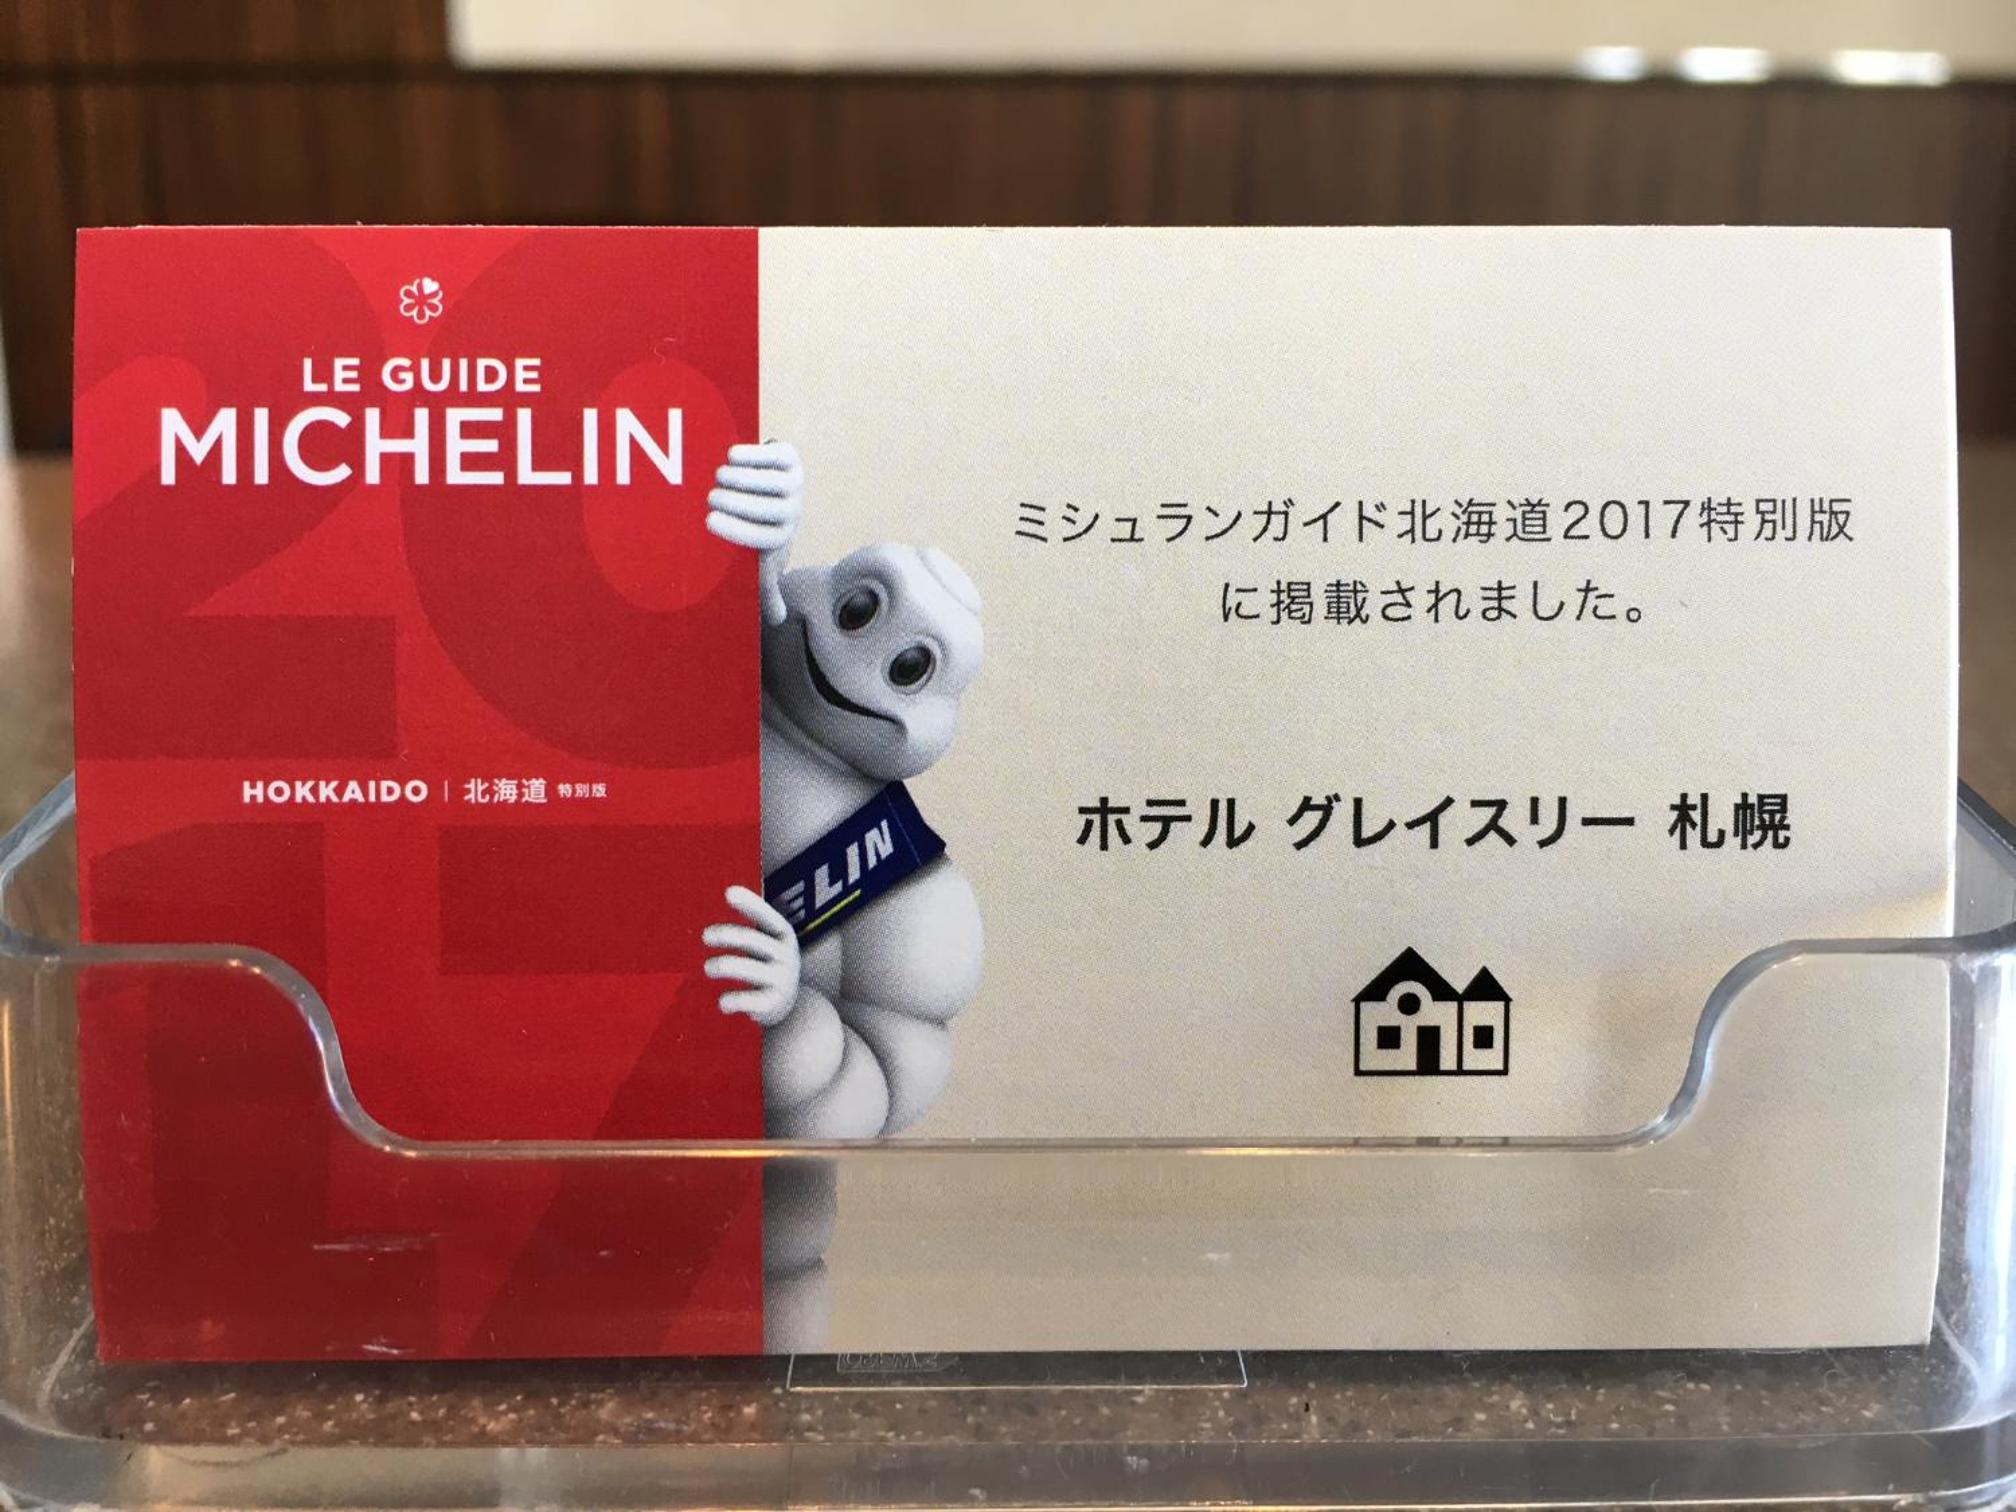 LE GUIDE
MICHELIN
2017
HOKKAIDO | 北海道 特別版
ELIN
ミシュランガイド北海道2017特別版
に掲載されました。
ホテル グレイスリー 札幌